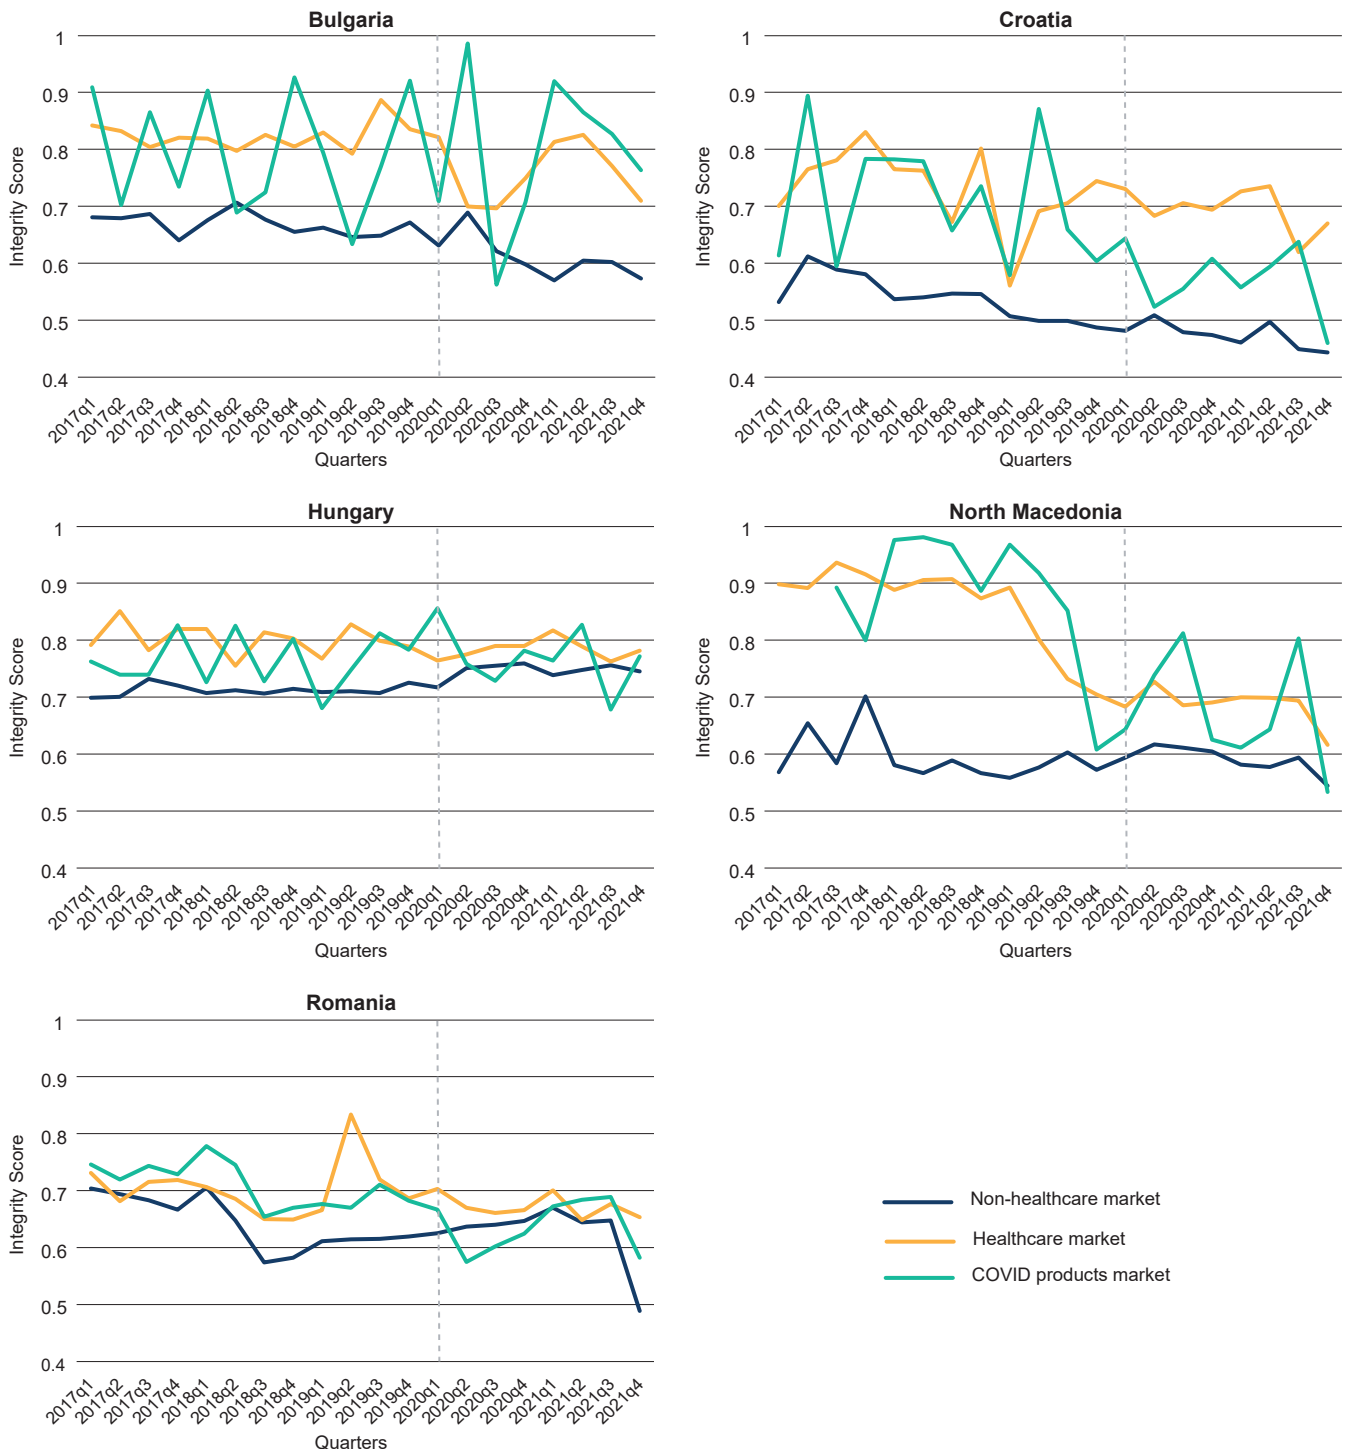 Bulgaria
Integrity Score
1
0.9
0.8
0.7
0.6
0.5
0.4
2017q1
2017q2
2017q3
2017q4
2018q1
2018q2
2018q3
2018q4
2019q1
2019q2
2019q3
2019q4
2020q1
2020q2
2020q3
2020q4
2021q1
2021q2
2021q3
2021q4
Quarters
Croatia
Integrity Score
1
0.9
0.8
0.7
0.6
0.5
0.4
2017q1
2017q2
2017q3
2017q4
2018q1
2018q2
2018q3
2018q4
2019q1
2019q2
2019q3
2019q4
2020q1
2020q2
2020q3
2020q4
2021q1
2021q2
2021q3
2021q4
Quarters
Hungary
Integrity Score
1
0.9
0.8
0.7
0.6
0.5
0.4
2017q1
2017q2
2017q3
2017q4
2018q1
2018q2
2018q3
2018q4
2019q1
2019q2
2019q3
2019q4
2020q1
2020q2
2020q3
2020q4
2021q1
2021q2
2021q3
2021q4
Quarters
North Macedonia
Integrity Score
1
0.9
0.8
0.7
0.6
0.5
0.4
2017q1
2017q2
2017q3
2017q4
2018q1
2018q2
2018q3
2018q4
2019q1
2019q2
2019q3
2019q4
2020q1
2020q2
2020q3
2020q4
2021q1
2021q2
2021q3
2021q4
Quarters
Romania
Integrity Score
1
0.9
0.8
0.7
0.6
0.5
0.4
2017q1
2017q2
2017q3
2017q4
2018q1
2018q2
2018q3
2018q4
2019q1
2019q2
2019q3
2019q4
2020q1
2020q2
2020q3
2020q4
2021q1
2021q2
2021q3
2021q4
Quarters
Non-healthcare market
Healthcare market
COVID products market